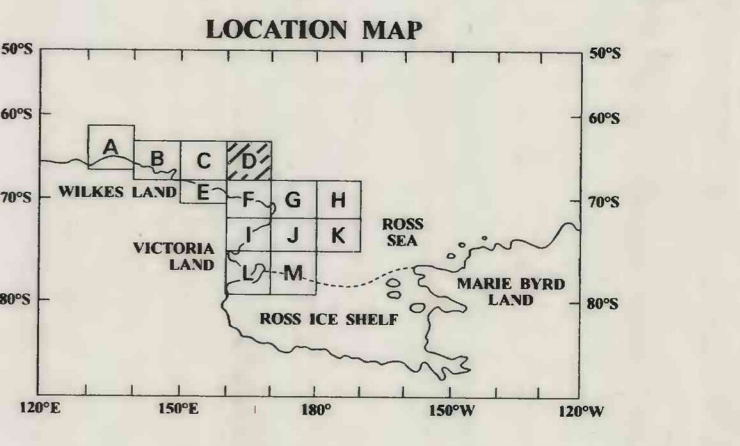 LOCATION MAP
50°S 50°S
60°S 60°S
A
B C D
WILKES LAND E
70°S 70°S
F G H
ROSS
SEA
VICTORIA
LAND
I J K
L M
MARIE BYRD
LAND
80°S 80°S
ROSS ICE SHELF
120°E 150°E 180° 150°W 120°W